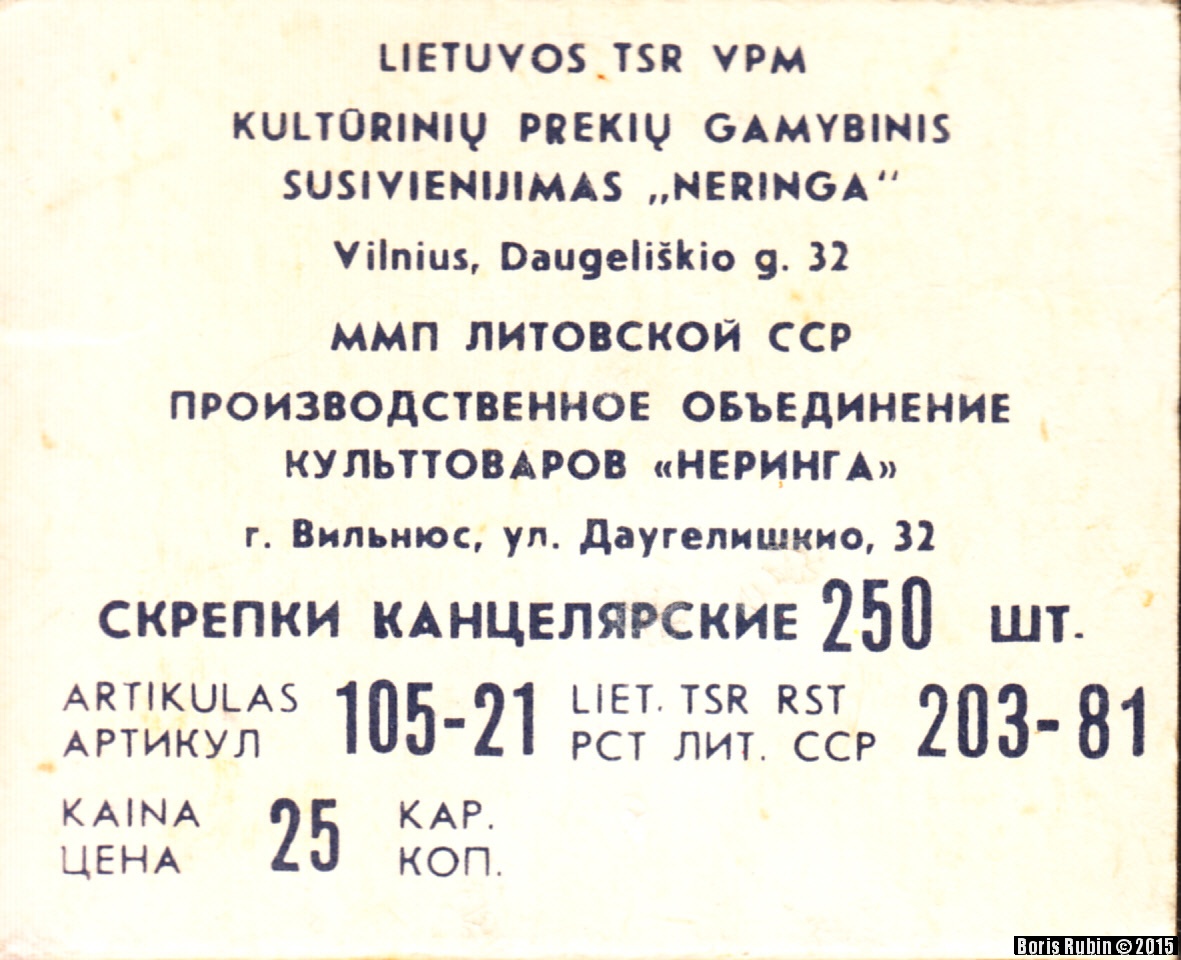 LIETUVOS TSR VPM
KULTŪRINIŲ PREKIŲ GAMYBINIS
SUSIVIENIJIMAS „NERINGA“
Vilnius, Daugeliškio g. 32
ММП ЛИТОВСКОЙ ССР
ПРОИЗВОДСТВЕННОЕ ОБЪЕДИНЕНИЕ
КУЛЬТТОВАРОВ «НЕРИНГА»
г. Вильнюс, ул. Даугелишкио, 32
СКРЕПКИ КАНЦЕЛЯРСКИЕ 250 ШТ.
ARTIKULAS 105-21 LIET. TSR RST 203-81
АРТИКУЛ РСТ ЛИТ. ССР
KAINA 25 KAP.
ЦЕНА КОП.
Boris Rubin © 2015